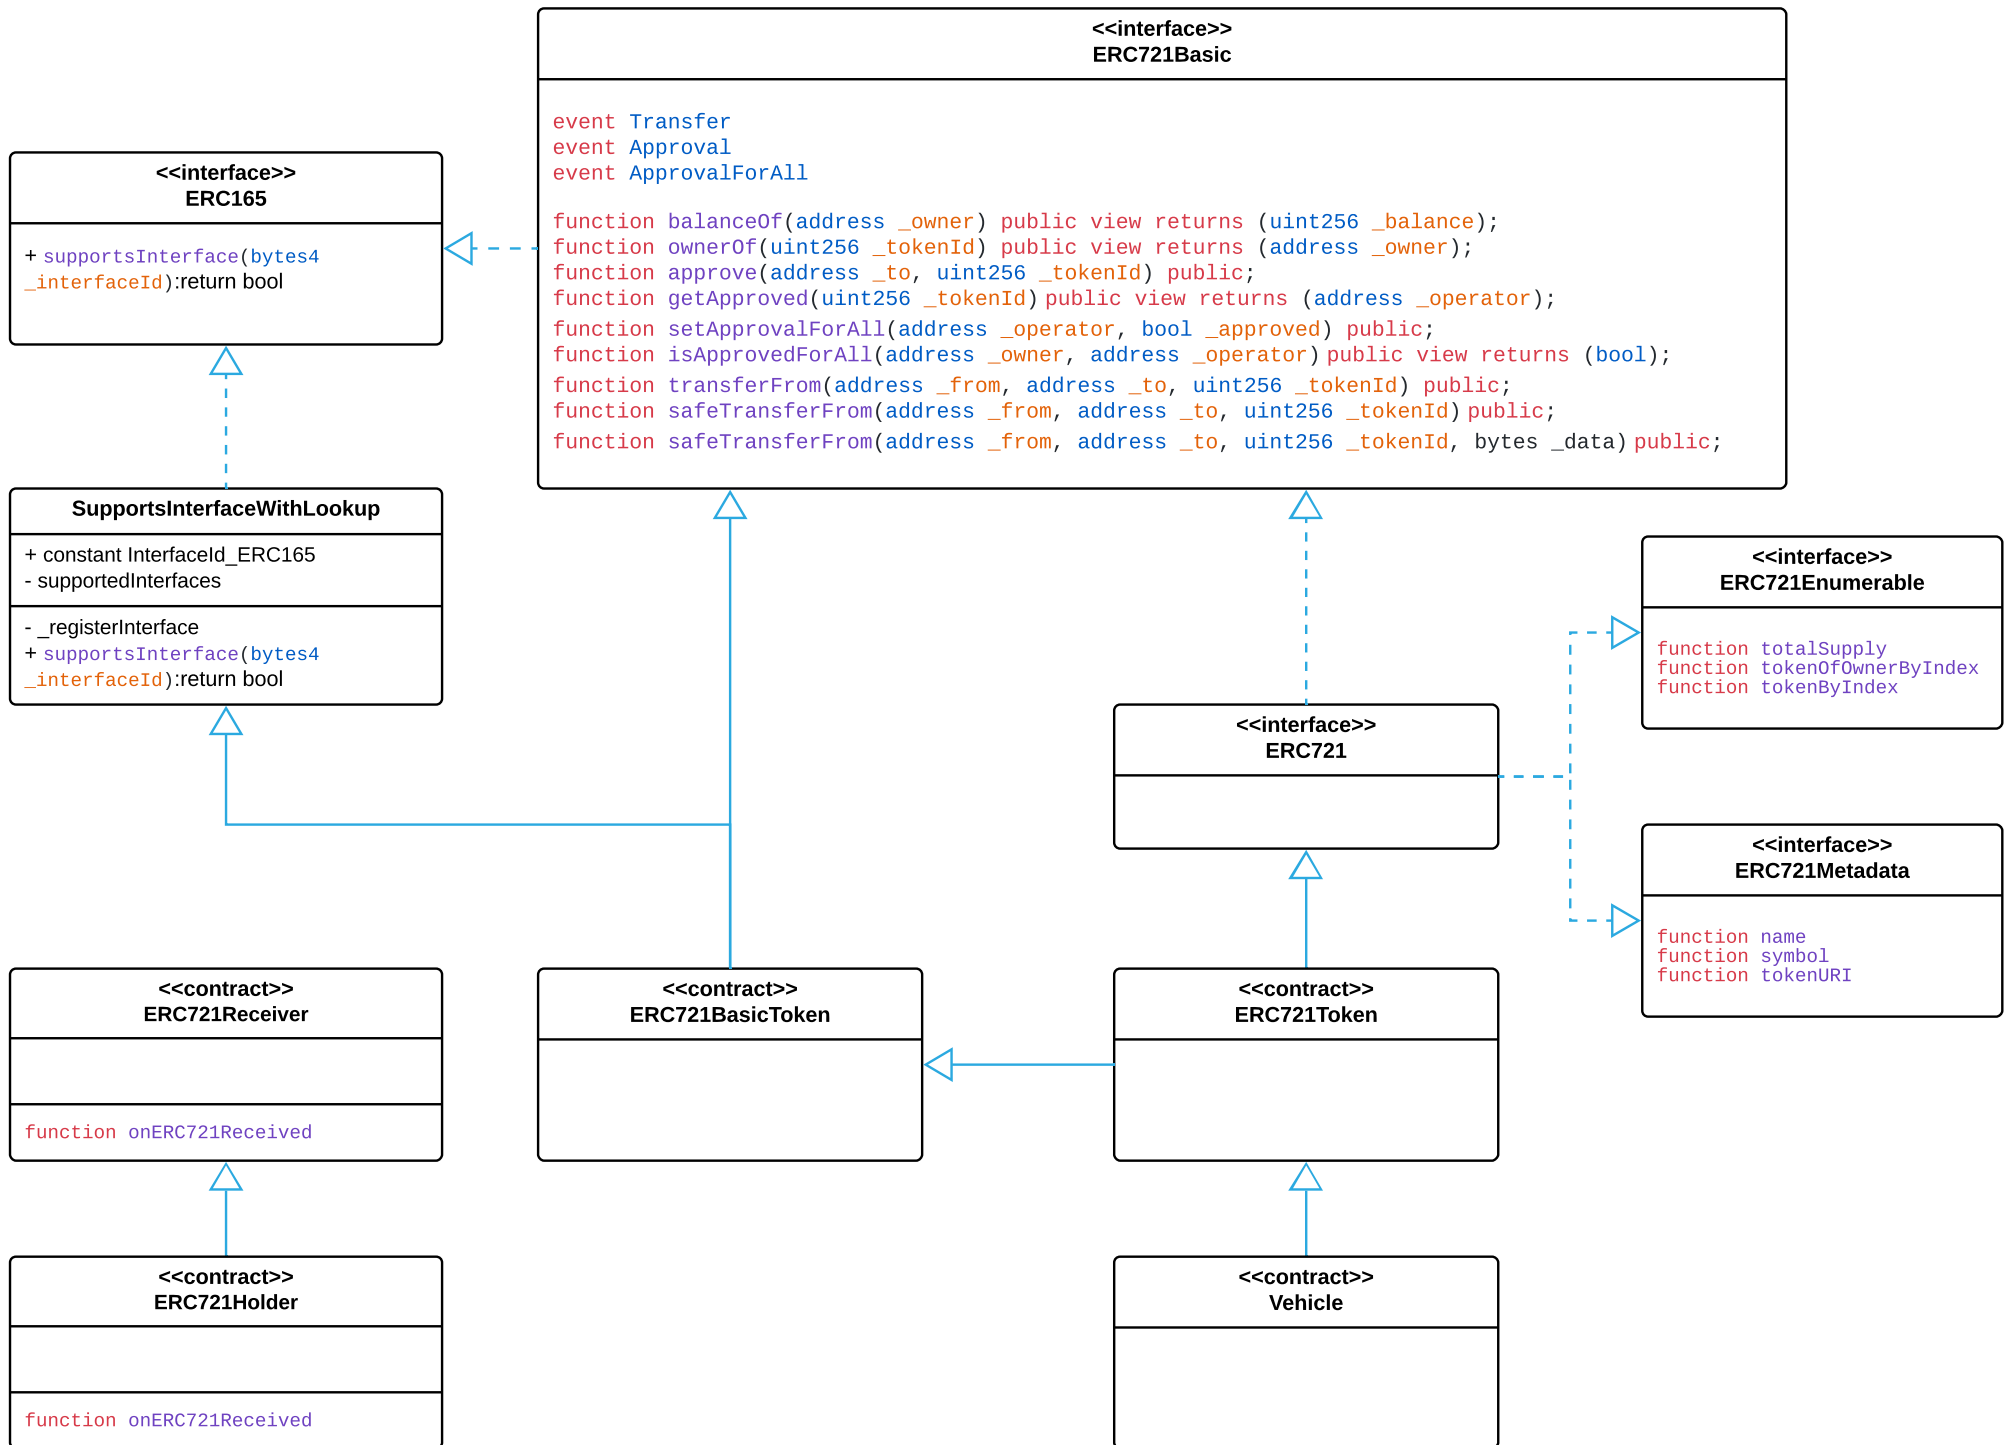 <<interface>>
ERC721Basic
event Transfer
event Approval
event ApprovalForAll
function balanceOf(address _owner) public view returns (uint256 _balance);
function ownerOf(uint256 _tokenId) public view returns (address _owner);
function approve(address _to, uint256 _tokenId) public;
function getApproved(uint256 _tokenId) public view returns (address _operator);
function setApprovalForAll(address _operator, bool _approved) public;
function isApprovedForAll(address _owner, address _operator) public view returns (bool);
function transferFrom(address _from, address _to, uint256 _tokenId) public;
function safeTransferFrom(address _from, address _to, uint256 _tokenId) public;
function safeTransferFrom(address _from, address _to, uint256 _tokenId, bytes _data) public;
<<interface>>
ERC165
+ supportsInterface(bytes4
_interfaceId):return bool
SupportsInterfaceWithLookup
+ constant InterfaceId_ERC165
- supportedInterfaces
- _registerInterface
+ supportsInterface(bytes4
_interfaceId):return bool
<<interface>>
ERC721Enumerable
function totalSupply
function tokenOfOwnerByIndex
function tokenByIndex
<<interface>>
ERC721
<<interface>>
ERC721Metadata
function name
function symbol
function tokenURI
<<contract>>
ERC721Receiver
function onERC721Received
<<contract>>
ERC721BasicToken
<<contract>>
ERC721Token
<<contract>>
ERC721Holder
function onERC721Received
<<contract>>
Vehicle